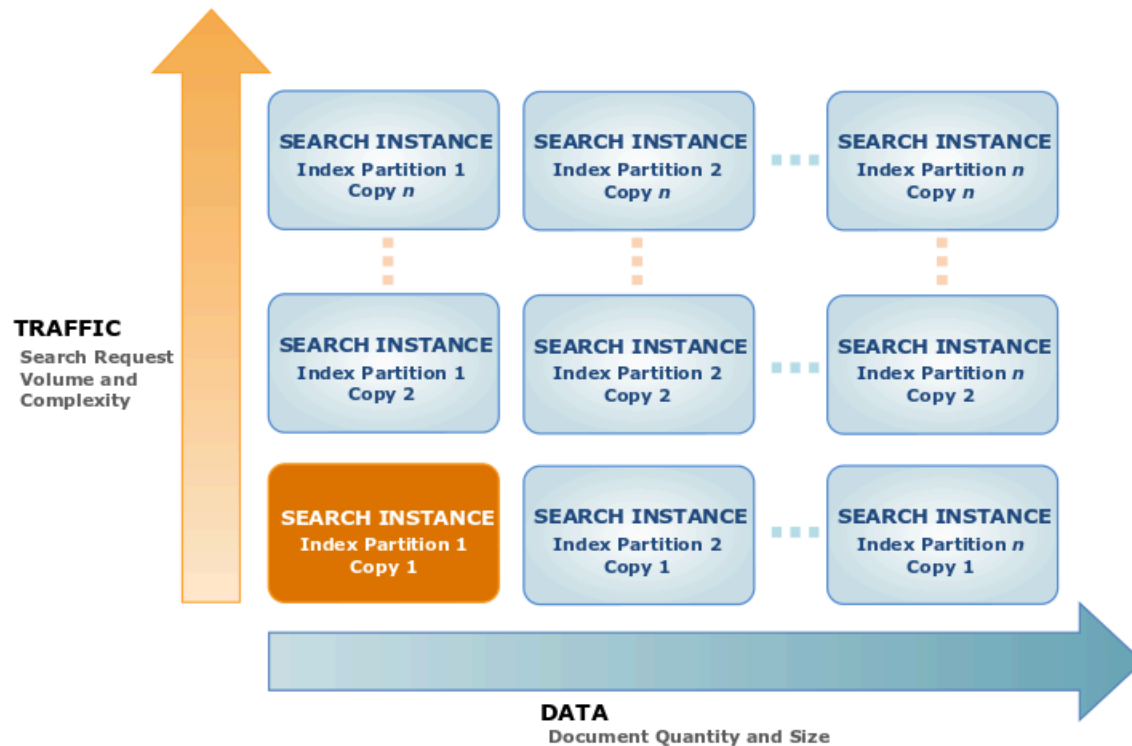 SEARCH INSTANCE
Index Partition 1
Copy n
SEARCH INSTANCE
Index Partition 2
Copy n
SEARCH INSTANCE
Index Partition n
Copy n
TRAFFIC
Search Request
Volume and
Complexity
SEARCH INSTANCE
Index Partition 1
Copy 2
SEARCH INSTANCE
Index Partition 2
Copy 2
SEARCH INSTANCE
Index Partition n
Copy 2
SEARCH INSTANCE
Index Partition 1
Copy 1
SEARCH INSTANCE
Index Partition 2
Copy 1
SEARCH INSTANCE
Index Partition n
Copy 1
DATA
Document Quantity and Size